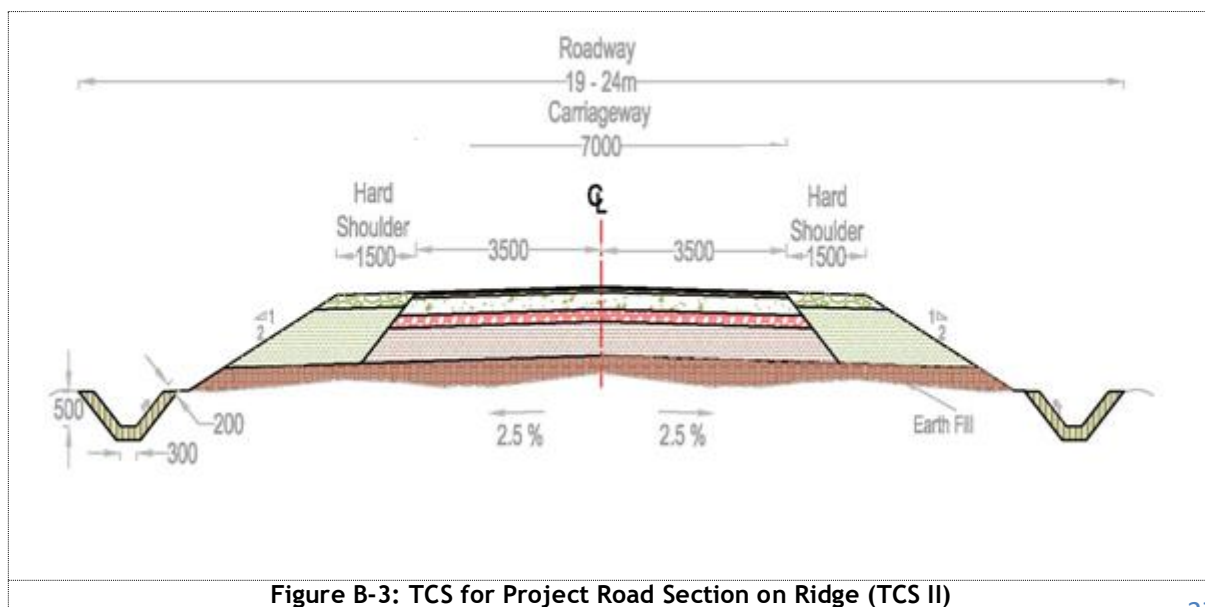 Roadway
19 - 24m
Carriageway
7000
Hard
Shoulder
1500
3500
C
L
3500
Hard
Shoulder
1500
1
2
1
2
500
200
300
2.5 %
2.5 %
Earth Fill
Figure B-3: TCS for Project Road Section on Ridge (TCS II)